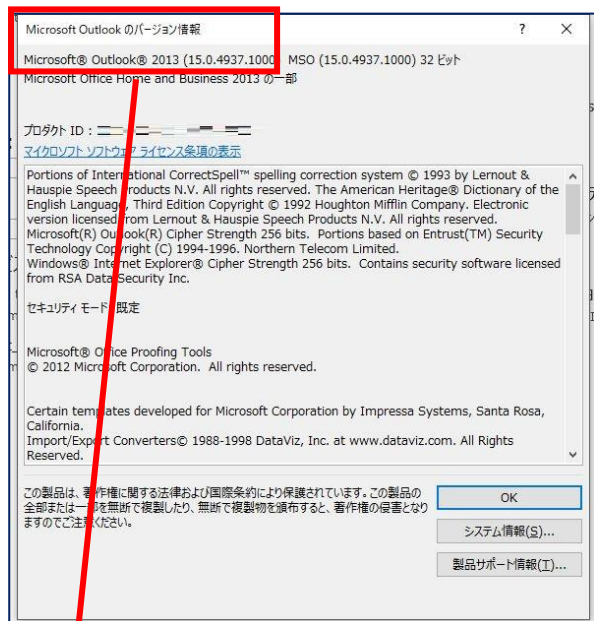 Microsoft Outlook のバージョン情報
? ×
Microsoft® Outlook® 2013 (15.0.4937.1000) MSO (15.0.4937.1000) 32 ビット
Microsoft Office Home and Business 2013 の一部
プロダクト ID :
マイクロソフト ソフトウェア ライセンス条項の表示
Portions of International CorrectSpell™ spelling correction system © 1993 by Lernout &
Hauspie Speech Products N.V. All rights reserved. The American Heritage® Dictionary of the
English Language, Third Edition Copyright © 1992 Houghton Mifflin Company. Electronic
version licensed from Lernout & Hauspie Speech Products N.V. All rights reserved.
Microsoft(R) Outlook(R) Cipher Strength 256 bits. Portions based on Entrust(TM) Security
Technology Copyright (C) 1994-1996. Northern Telecom Limited.
Windows® Internet Explorer® Cipher Strength 256 bits. Contains security software licensed
from RSA Data Security Inc.
セキュリティ モード: 既定
Microsoft® Office Proofing Tools
© 2012 Microsoft Corporation. All rights reserved.
Certain templates developed for Microsoft Corporation by Impressa Systems, Santa Rosa,
California.
Import/Export Converters© 1988-1998 DataViz, Inc. at www.dataviz.com. All Rights
Reserved.
この製品は、著作権に関する法律および国際条約により保護されています。この製品の
全部または一部を無断で複製したり、無断で複製物を頒布すると、著作権の侵害となり
ますのでご注意ください。
OK
システム情報(S)...
製品サポート情報(T)...